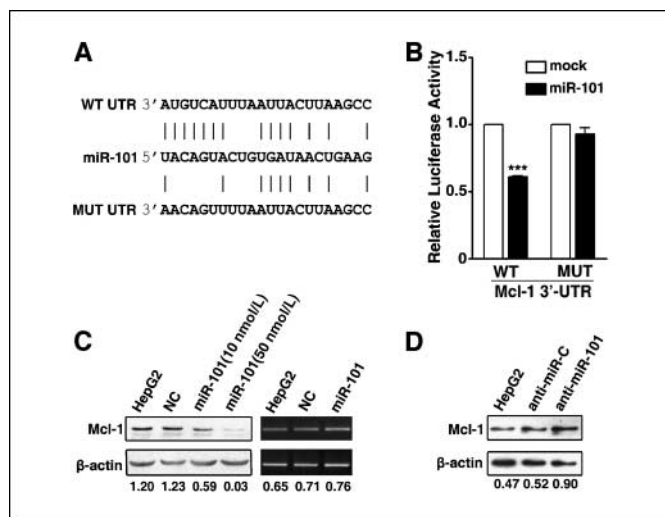 A
WT UTR 3' AUGUCAUUUAAUUACUUAAGCC
miR-101 5' UACAGUACUGUGAUAACUGAAG
MUT UTR 3' AACAGUUUUAAUUACUUAAGCC
B
Relative Luciferase Activity
1.5
1.0
0.5
0
mock
miR-101
***
WT MUT
Mcl-1 3'-UTR
C
HepG2 NC miR-101(10 nmol/L) miR-101(50 nmol/L) HepG2 NC miR-101
Mcl-1
β-actin
1.20 1.23 0.59 0.03 0.65 0.71 0.76
D
HepG2 anti-miR-C anti-miR-101
Mcl-1
β-actin
0.47 0.52 0.90